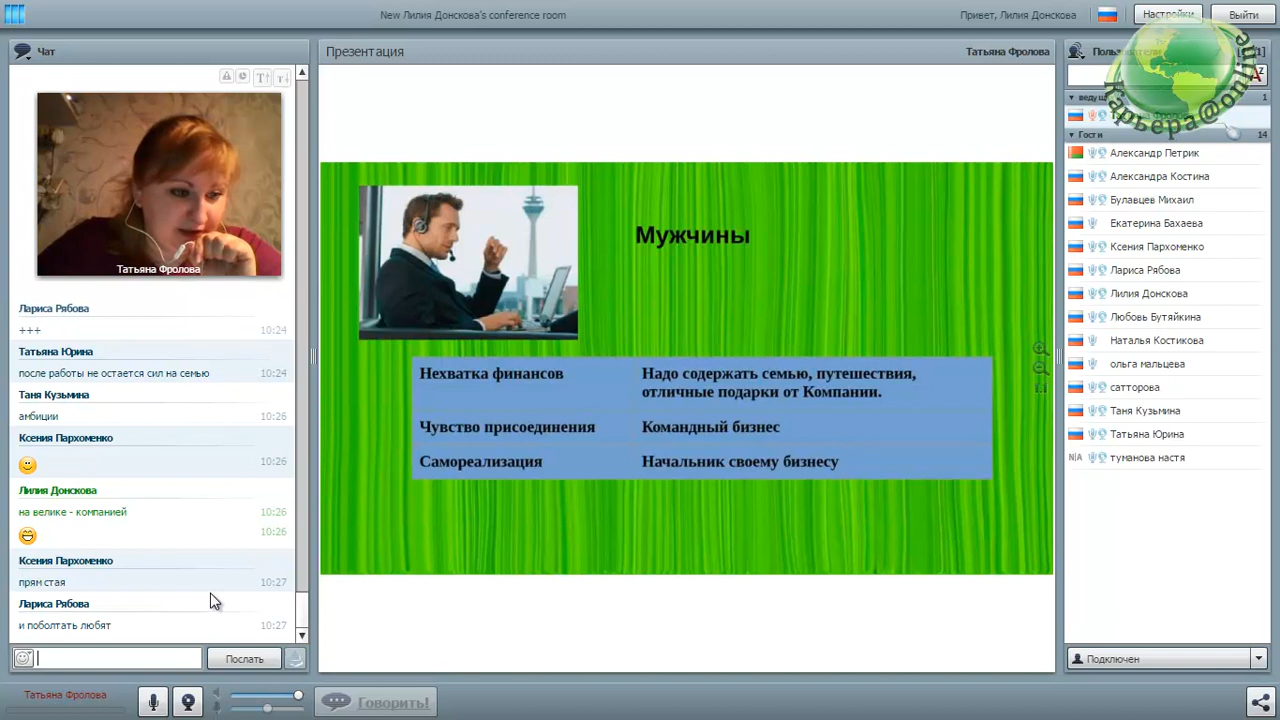 New Лилия Донскова's conference room
Привет, Лилия Донскова
Настройки
Выйти
Чат
Татьяна Фролова
Лариса Рябова
+++ 10:24
Татьяна Юрина
после работы не остается сил на семью 10:24
Таня Кузьмина
амбиции 10:26
Ксения Пархоменко
10:26
Лилия Донскова
на велике - компанией 10:26
10:26
Ксения Пархоменко
прям стая 10:27
Лариса Рябова
и поболтать любят 10:27
Послать
Татьяна Фролова
Говорить!
Презентация
Татьяна Фролова
Мужчины
Нехватка финансов
Надо содержать семью, путешествия,
отличные подарки от Компании.
Чувство присоединения
Командный бизнес
Самореализация
Начальник своему бизнесу
1:1
Карьера@online
Гости 14
Александр Петрик
Александра Костина
Булавцев Михаил
Екатерина Бахаева
Ксения Пархоменко
Лариса Рябова
Лилия Донскова
Любовь Бутяйкина
Наталья Костикова
ольга мальцева
сатторова
Таня Кузьмина
Татьяна Юрина
N/A туманова настя
Подключен